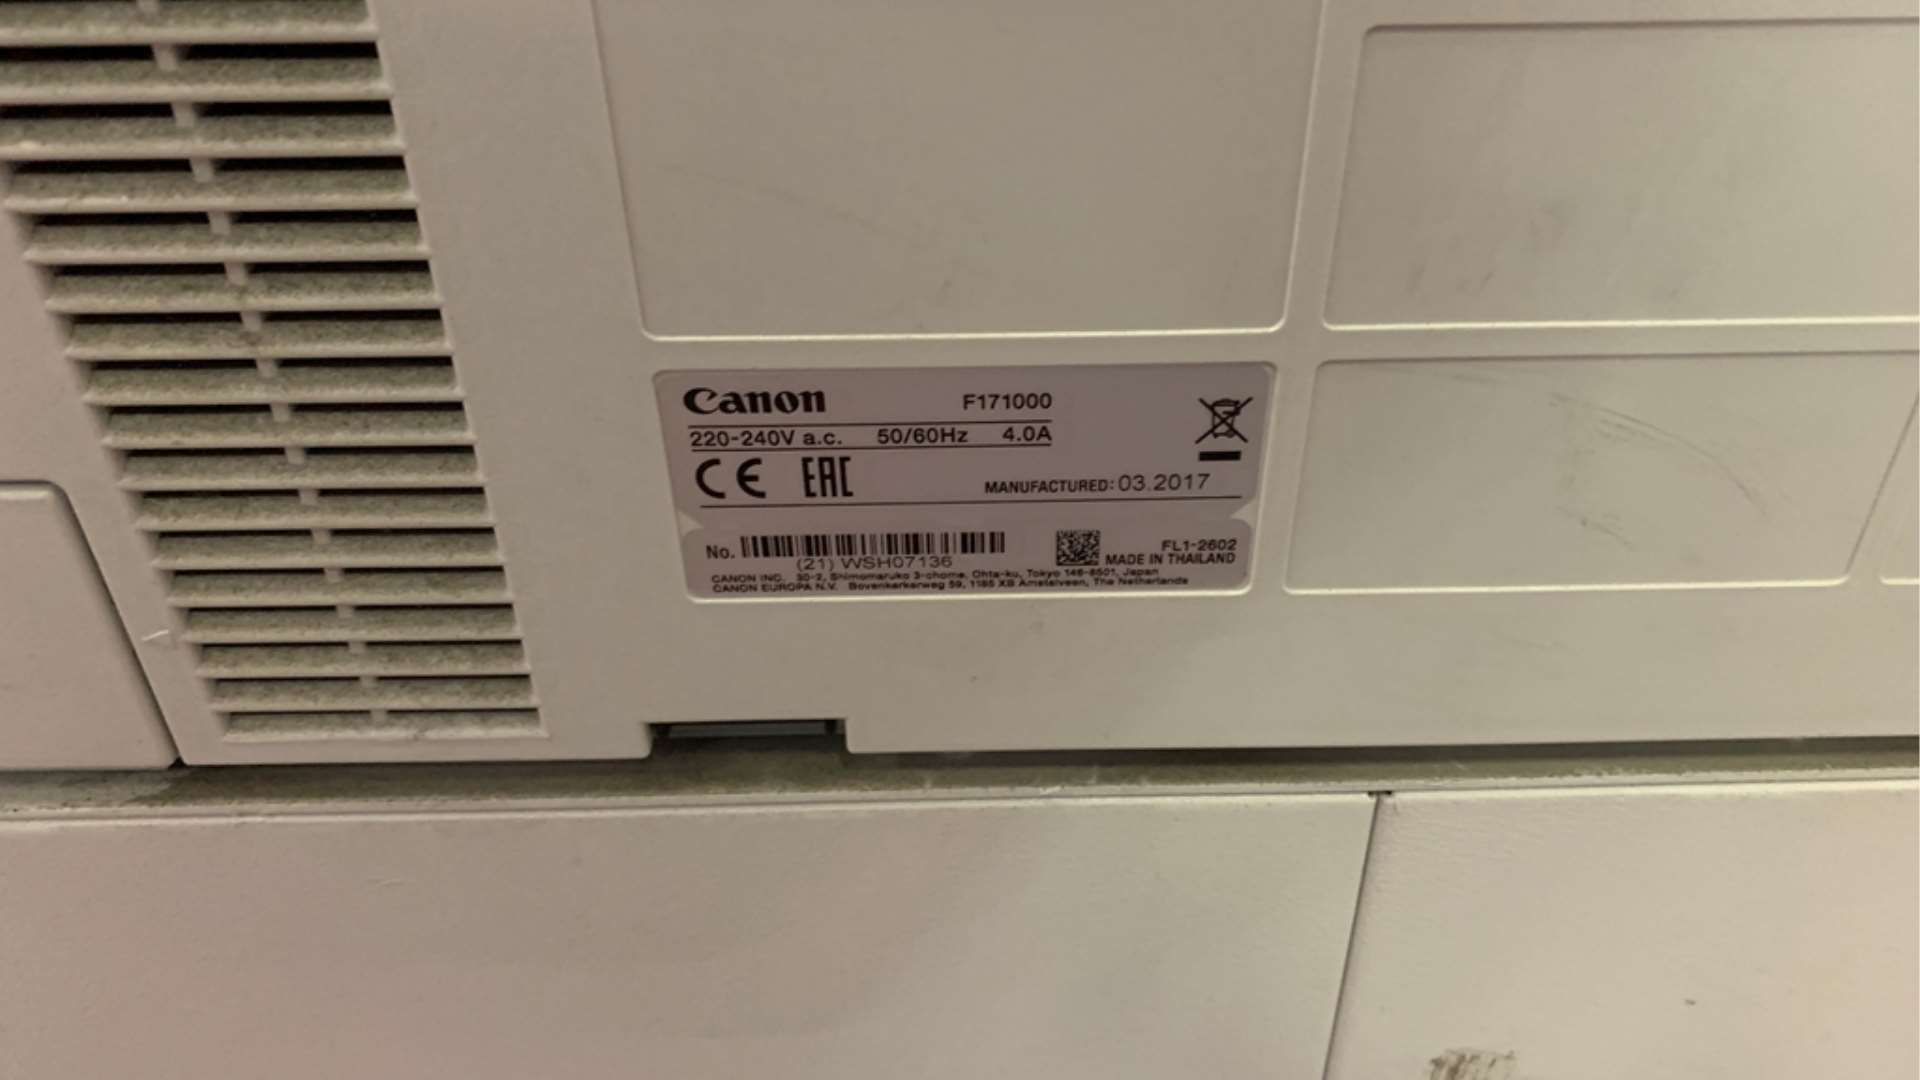 Canon F171000
220-240V a.c. 50/60Hz 4.0A
CE EAC
MANUFACTURED: 03.2017
No.
(21) WSH07136
FL1-2602
MADE IN THAILAND
CANON INC. 30-2, Shimomaruko 3-chome, Ohta-ku, Tokyo 146-8501, Japan
CANON EUROPA N.V. Bovenkerkerweg 59, 1185 XB Amstelveen, The Netherlands